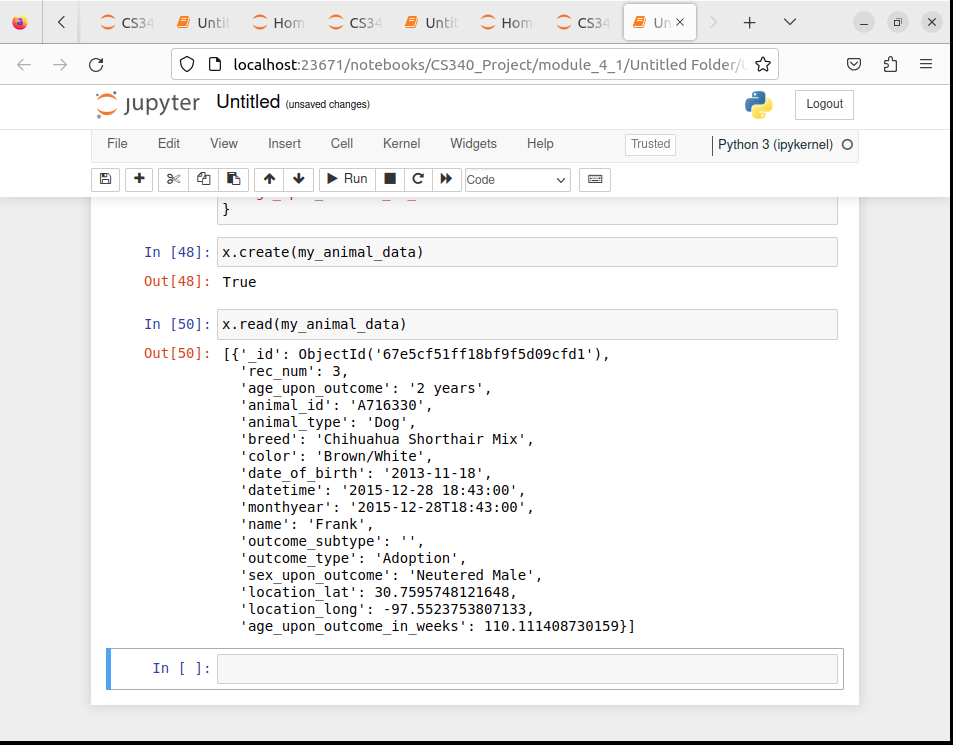 CS34
Untit
Hom
CS34
Untit
Hom
CS34
Un
localhost:23671/notebooks/CS340_Project/module_4_1/Untitled Folder/
jupyter Untitled (unsaved changes)
Logout
File Edit View Insert Cell Kernel Widgets Help
Trusted
Python 3 (ipykernel)
Run
Code
}
In [48]: x.create(my_animal_data)
Out[48]: True
In [50]: x.read(my_animal_data)
Out[50]: [{'_id': ObjectId('67e5cf51ff18bf9f5d09cfd1'),
'rec_num': 3,
'age_upon_outcome': '2 years',
'animal_id': 'A716330',
'animal_type': 'Dog',
'breed': 'Chihuahua Shorthair Mix',
'color': 'Brown/White',
'date_of_birth': '2013-11-18',
'datetime': '2015-12-28 18:43:00',
'monthyear': '2015-12-28T18:43:00',
'name': 'Frank',
'outcome_subtype': '',
'outcome_type': 'Adoption',
'sex_upon_outcome': 'Neutered Male',
'location_lat': 30.7595748121648,
'location_long': -97.5523753807133,
'age_upon_outcome_in_weeks': 110.111408730159}]
In [ ]: